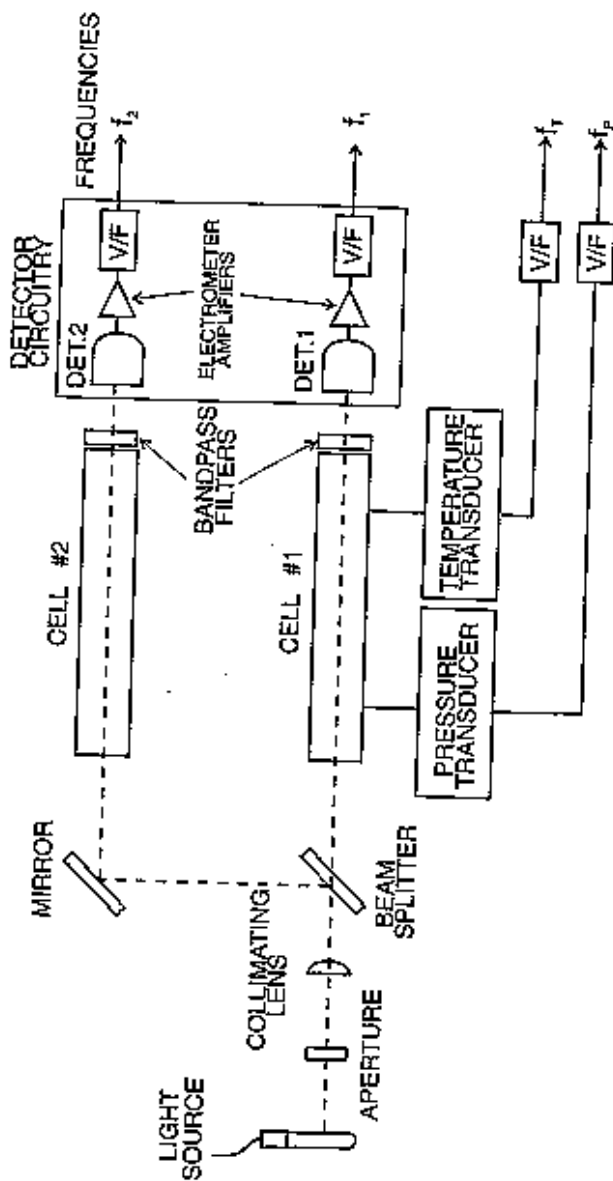 LIGHT
SOURCE
APERTURE
COLLIMATING
LENS
MIRROR
BEAM
SPLITTER
CELL #2
CELL #1
PRESSURE
TRANSDUCER
TEMPERATURE
TRANSDUCER
BANDPASS
FILTERS
DETECTOR
CIRCUITRY
DET.2
DET.1
ELECTROMETER
AMPLIFIERS
V/F
V/F
V/F
V/F
FREQUENCIES
f2
f1
fT
fP